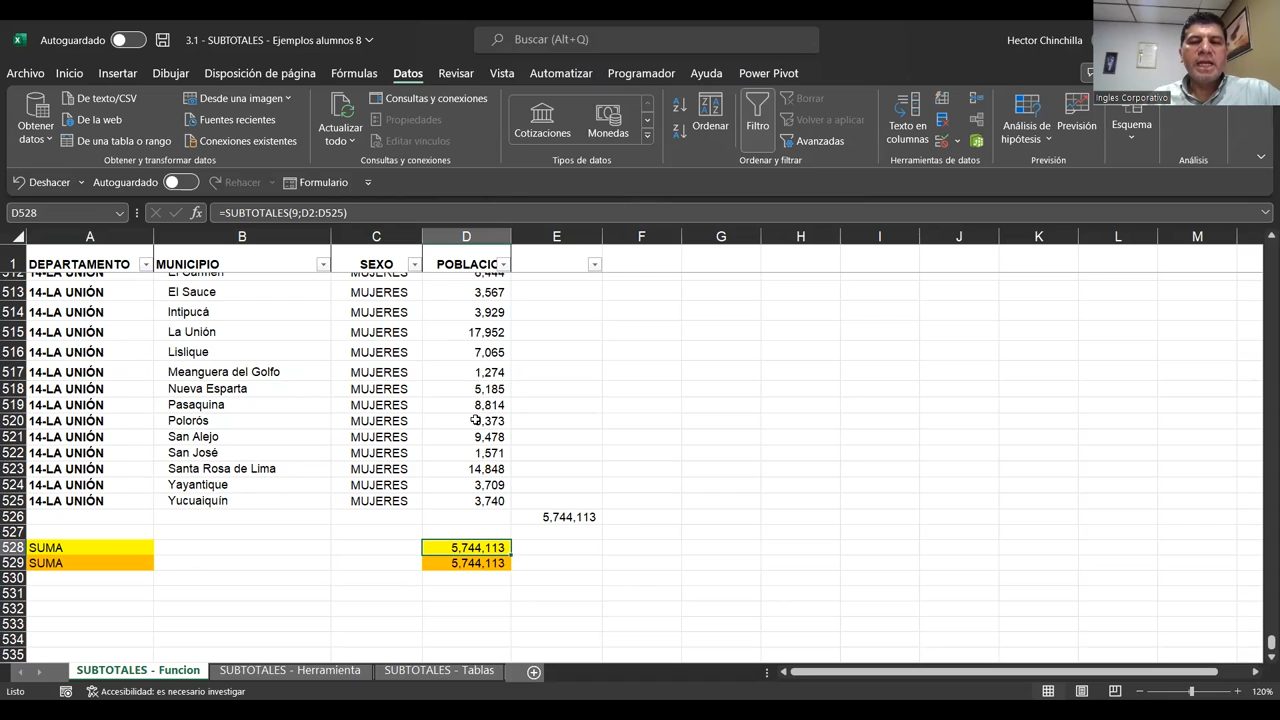 Autoguardado
3.1 - SUBTOTALES - Ejemplos alumnos 8
Buscar (Alt+Q)
Hector Chinchilla
Archivo Inicio Insertar Dibujar Disposición de página Fórmulas Datos Revisar Vista Automatizar Programador Ayuda Power Pivot
Ingles Corporativo
Obtener datos
De texto/CSV
De la web
De una tabla o rango
Desde una imagen
Fuentes recientes
Conexiones existentes
Obtener y transformar datos
Actualizar todo
Consultas y conexiones
Propiedades
Editar vínculos
Consultas y conexiones
Cotizaciones
Monedas
Tipos de datos
Ordenar
Filtro
Borrar
Volver a aplicar
Avanzadas
Ordenar y filtrar
Texto en columnas
Herramientas de datos
Análisis de hipótesis
Previsión
Previsión
Esquema
Análisis
Deshacer Autoguardado Rehacer Formulario
D528 fx =SUBTOTALES(9;D2:D525)
A B C D E F G H I J K L M
1 DEPARTAMENTO MUNICIPIO SEXO POBLACIO
512 14-LA UNIÓN El Carmen MUJERES 6,444
513 14-LA UNIÓN El Sauce MUJERES 3,567
514 14-LA UNIÓN Intipucá MUJERES 3,929
515 14-LA UNIÓN La Unión MUJERES 17,952
516 14-LA UNIÓN Lislique MUJERES 7,065
517 14-LA UNIÓN Meanguera del Golfo MUJERES 1,274
518 14-LA UNIÓN Nueva Esparta MUJERES 5,185
519 14-LA UNIÓN Pasaquina MUJERES 8,814
520 14-LA UNIÓN Polorós MUJERES
521 14-LA UNIÓN San Alejo MUJERES 9,478
522 14-LA UNIÓN San José MUJERES 1,571
523 14-LA UNIÓN Santa Rosa de Lima MUJERES 14,848
524 14-LA UNIÓN Yayantique MUJERES 3,709
525 14-LA UNIÓN Yucuaiquín MUJERES 3,740
526 5,744,113
527
528 SUMA 5,744,113
529 SUMA 5,744,113
530
531
532
533
534
535
SUBTOTALES - Funcion SUBTOTALES - Herramienta SUBTOTALES - Tablas
Listo Accesibilidad: es necesario investigar 120%